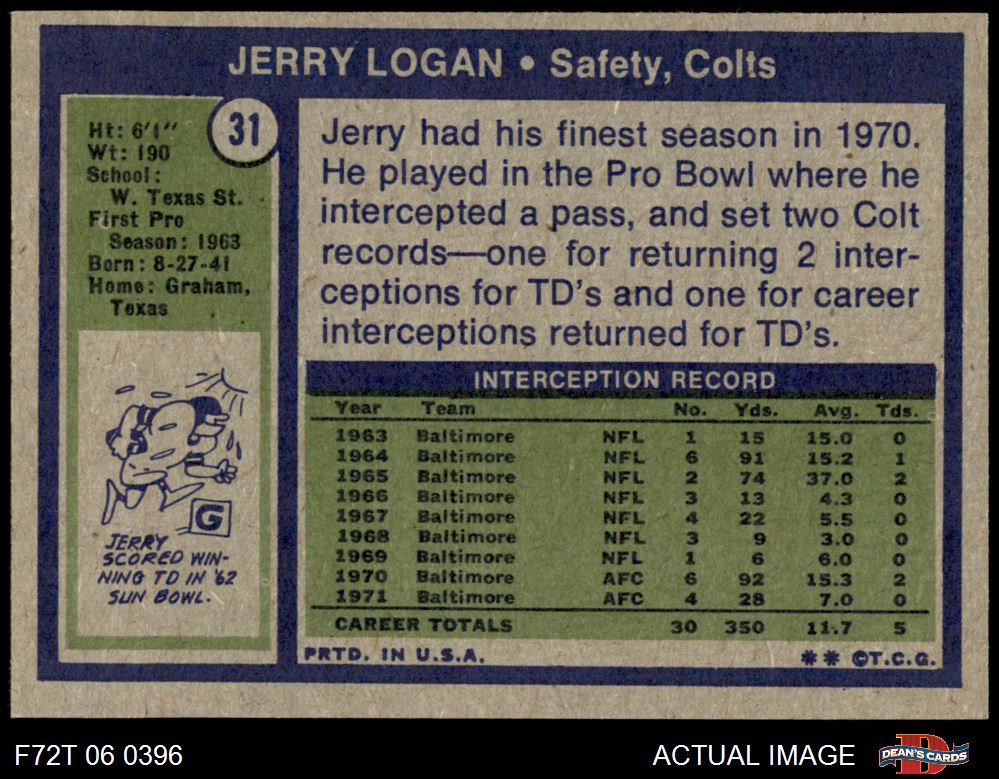 JERRY LOGAN • Safety, Colts
31
Ht: 6'1"
Wt: 190
School:
W. Texas St.
First Pro
Season: 1963
Born: 8-27-41
Home: Graham,
Texas
G
JERRY
SCORED WIN-
NING TD IN '62
SUN BOWL.
Jerry had his finest season in 1970.
He played in the Pro Bowl where he
intercepted a pass, and set two Colt
records—one for returning 2 inter-
ceptions for TD's and one for career
interceptions returned for TD's.
INTERCEPTION RECORD
Year Team No. Yds. Avg. Tds.
1963 Baltimore NFL 1 15 15.0 0
1964 Baltimore NFL 6 91 15.2 1
1965 Baltimore NFL 2 74 37.0 2
1966 Baltimore NFL 3 13 4.3 0
1967 Baltimore NFL 4 22 5.5 0
1968 Baltimore NFL 3 9 3.0 0
1969 Baltimore NFL 1 6 6.0 0
1970 Baltimore AFC 6 92 15.3 2
1971 Baltimore AFC 4 28 7.0 0
CAREER TOTALS 30 350 11.7 5
PRTD. IN U.S.A. ** ©T.C.G.
F72T 06 0396 ACTUAL IMAGE D DEAN'S CARDS